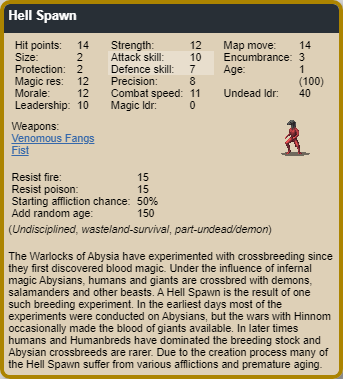 Hell Spawn
Hit points: 14 Strength: 12 Map move: 14
Size: 2 Attack skill: 10 Encumbrance: 3
Protection: 2 Defence skill: 7 Age: 1
Magic res: 12 Precision: 8 (100)
Morale: 12 Combat speed: 11 Undead ldr: 40
Leadership: 10 Magic ldr: 0
Weapons:
Venomous Fangs
Fist
Resist fire: 15
Resist poison: 15
Starting affliction chance: 50%
Add random age: 150
(Undisciplined, wasteland-survival, part-undead/demon)
The Warlocks of Abysia have experimented with crossbreeding since
they first discovered blood magic. Under the influence of infernal
magic Abysians, humans and giants are crossbred with demons,
salamanders and other beasts. A Hell Spawn is the result of one
such breeding experiment. In the earliest days most of the
experiments were conducted on Abysians, but the wars with Hinnom
occasionally made the blood of giants available. In later times
humans and Humanbreds have dominated the breeding stock and
Abysian crossbreeds are rarer. Due to the creation process many of
the Hell Spawn suffer from various afflictions and premature aging.